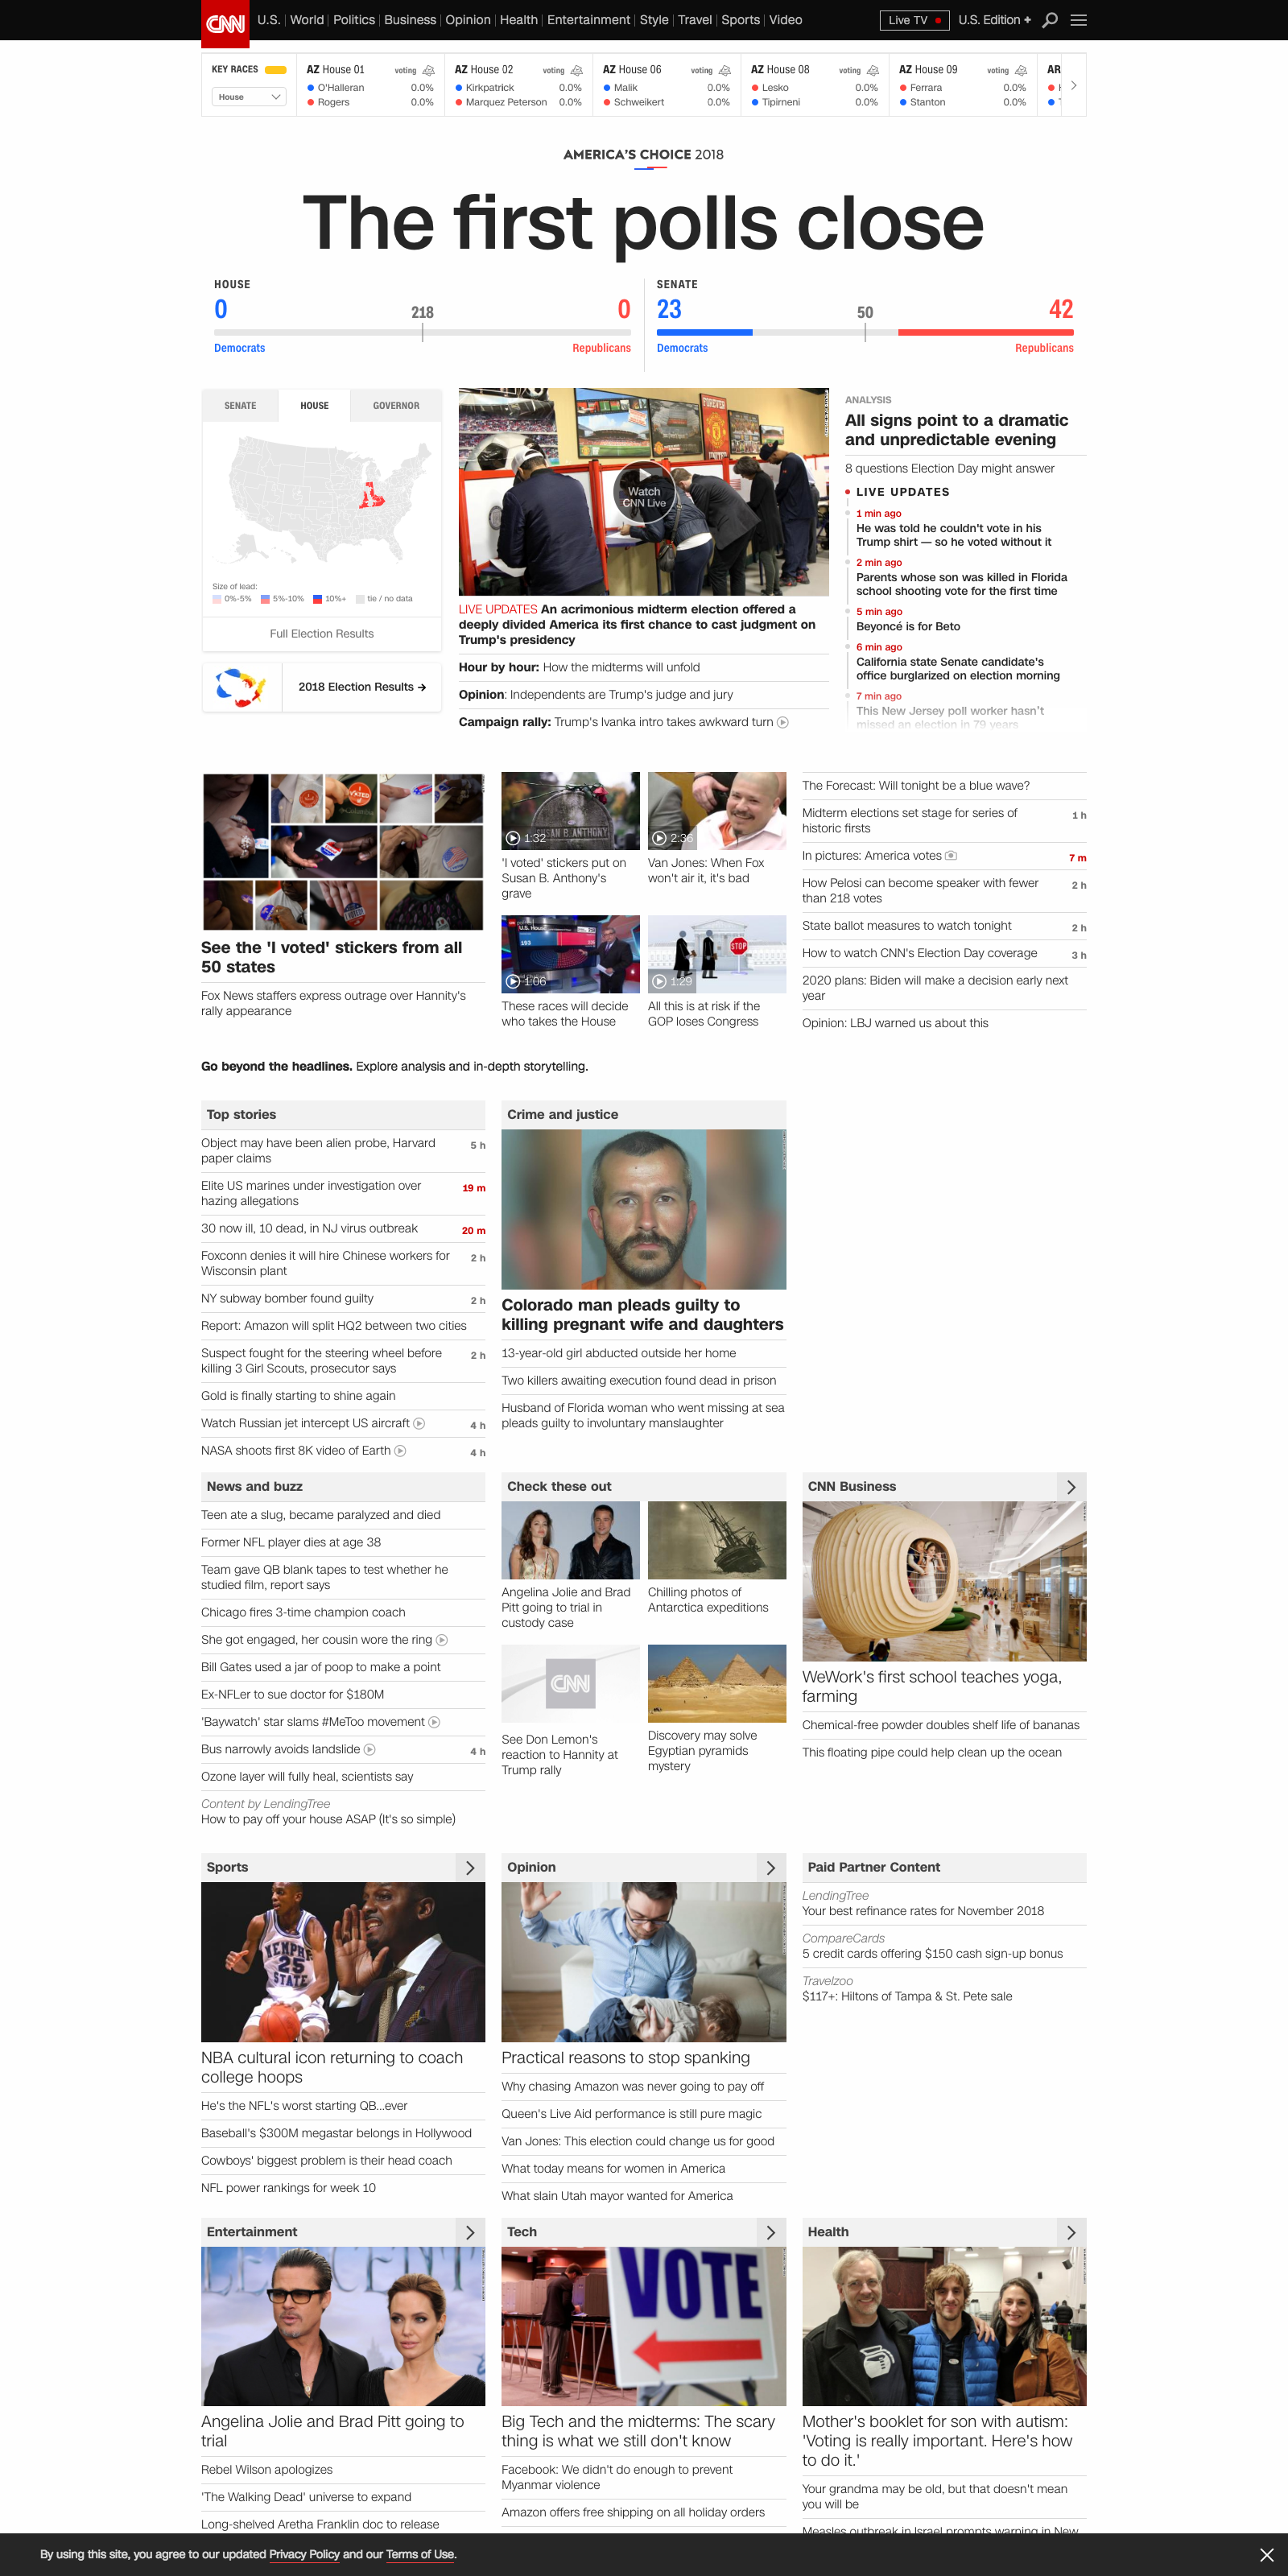 CNN
U.S. World Politics Business Opinion Health Entertainment Style Travel Sports Video
Live TV
U.S. Edition +
KEY RACES
House
AZ House 01 voting
O'Halleran 0.0%
Rogers 0.0%
AZ House 02 voting
Kirkpatrick 0.0%
Marquez Peterson 0.0%
AZ House 06 voting
Malik 0.0%
Schweikert 0.0%
AZ House 08 voting
Lesko 0.0%
Tipirneni 0.0%
AZ House 09 voting
Ferrara 0.0%
Stanton 0.0%
AR
AMERICA'S CHOICE 2018
The first polls close
HOUSE
0 218 0
Democrats Republicans
SENATE
23 50 42
Democrats Republicans
SENATE HOUSE GOVERNOR
Size of lead:
0%-5% 5%-10% 10%+ tie / no data
Full Election Results
2018 Election Results →
Watch
CNN Live
LIVE UPDATES An acrimonious midterm election offered a
deeply divided America its first chance to cast judgment on
Trump's presidency
Hour by hour: How the midterms will unfold
Opinion: Independents are Trump's judge and jury
Campaign rally: Trump's Ivanka intro takes awkward turn
ANALYSIS
All signs point to a dramatic
and unpredictable evening
8 questions Election Day might answer
LIVE UPDATES
1 min ago
He was told he couldn't vote in his
Trump shirt — so he voted without it
2 min ago
Parents whose son was killed in Florida
school shooting vote for the first time
5 min ago
Beyoncé is for Beto
6 min ago
California state Senate candidate's
office burglarized on election morning
7 min ago
This New Jersey poll worker hasn't
missed an election in 79 years
See the 'I voted' stickers from all
50 states
Fox News staffers express outrage over Hannity's
rally appearance
SUSAN B. ANTHONY
1:32
'I voted' stickers put on
Susan B. Anthony's
grave
2:36
Van Jones: When Fox
won't air it, it's bad
1:06
These races will decide
who takes the House
STOP
1:29
All this is at risk if the
GOP loses Congress
The Forecast: Will tonight be a blue wave?
Midterm elections set stage for series of
historic firsts
1 h
In pictures: America votes 7 m
How Pelosi can become speaker with fewer
than 218 votes
2 h
State ballot measures to watch tonight 2 h
How to watch CNN's Election Day coverage 3 h
2020 plans: Biden will make a decision early next
year
Opinion: LBJ warned us about this
Go beyond the headlines. Explore analysis and in-depth storytelling.
Top stories
Object may have been alien probe, Harvard
paper claims
5 h
Elite US marines under investigation over
hazing allegations
19 m
30 now ill, 10 dead, in NJ virus outbreak 20 m
Foxconn denies it will hire Chinese workers for
Wisconsin plant
2 h
NY subway bomber found guilty 2 h
Report: Amazon will split HQ2 between two cities
Suspect fought for the steering wheel before
killing 3 Girl Scouts, prosecutor says
2 h
Gold is finally starting to shine again
Watch Russian jet intercept US aircraft 4 h
NASA shoots first 8K video of Earth 4 h
Crime and justice
Colorado man pleads guilty to
killing pregnant wife and daughters
13-year-old girl abducted outside her home
Two killers awaiting execution found dead in prison
Husband of Florida woman who went missing at sea
pleads guilty to involuntary manslaughter
News and buzz
Teen ate a slug, became paralyzed and died
Former NFL player dies at age 38
Team gave QB blank tapes to test whether he
studied film, report says
Chicago fires 3-time champion coach
She got engaged, her cousin wore the ring
Bill Gates used a jar of poop to make a point
Ex-NFLer to sue doctor for $180M
'Baywatch' star slams #MeToo movement
Bus narrowly avoids landslide 4 h
Ozone layer will fully heal, scientists say
Content by LendingTree
How to pay off your house ASAP (It's so simple)
Check these out
Angelina Jolie and Brad
Pitt going to trial in
custody case
Chilling photos of
Antarctica expeditions
CNN
See Don Lemon's
reaction to Hannity at
Trump rally
Discovery may solve
Egyptian pyramids
mystery
CNN Business
WeWork's first school teaches yoga,
farming
Chemical-free powder doubles shelf life of bananas
This floating pipe could help clean up the ocean
Sports
MEMPHIS
25
STATE
NBA cultural icon returning to coach
college hoops
He's the NFL's worst starting QB...ever
Baseball's $300M megastar belongs in Hollywood
Cowboys' biggest problem is their head coach
NFL power rankings for week 10
Opinion
Practical reasons to stop spanking
Why chasing Amazon was never going to pay off
Queen's Live Aid performance is still pure magic
Van Jones: This election could change us for good
What today means for women in America
What slain Utah mayor wanted for America
Paid Partner Content
LendingTree
Your best refinance rates for November 2018
CompareCards
5 credit cards offering $150 cash sign-up bonus
Travelzoo
$117+: Hiltons of Tampa & St. Pete sale
Entertainment
Angelina Jolie and Brad Pitt going to
trial
Rebel Wilson apologizes
'The Walking Dead' universe to expand
Long-shelved Aretha Franklin doc to release
Tech
VOTE
Big Tech and the midterms: The scary
thing is what we still don't know
Facebook: We didn't do enough to prevent
Myanmar violence
Amazon offers free shipping on all holiday orders
Health
Mother's booklet for son with autism:
'Voting is really important. Here's how
to do it.'
Your grandma may be old, but that doesn't mean
you will be
Measles outbreak in Israel prompts warning in New
By using this site, you agree to our updated Privacy Policy and our Terms of Use.